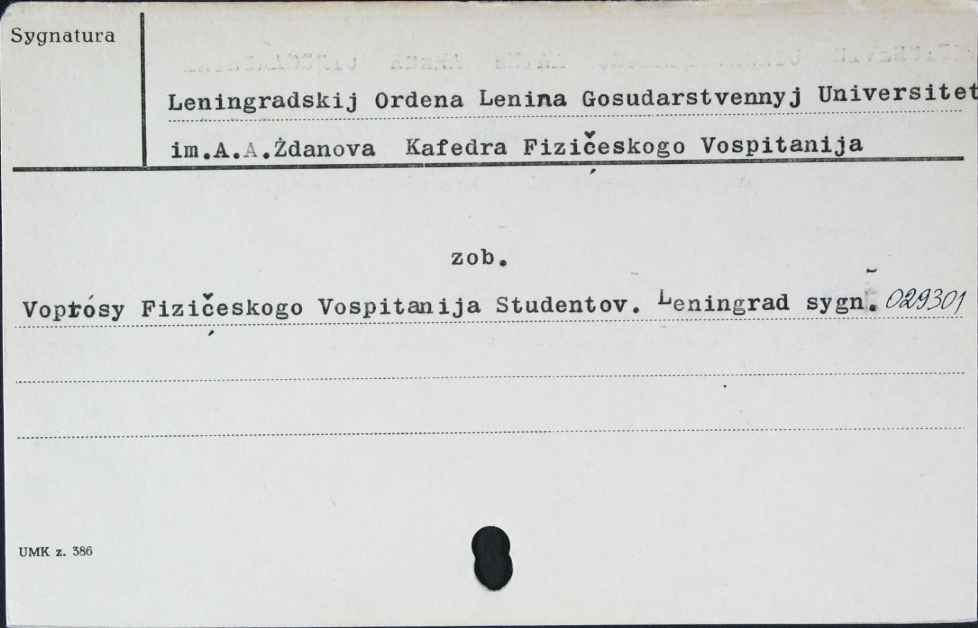 Sygnatura
Leningradskij Ordena Lenina Gosudarstvennyj Universitet
im.A.A.Żdanova Kafedra Fizičeskogo Vospitanija
zob.
Voprósy Fizičeskogo Vospitanija Studentov. Leningrad sygn. 029301
UMK z. 386